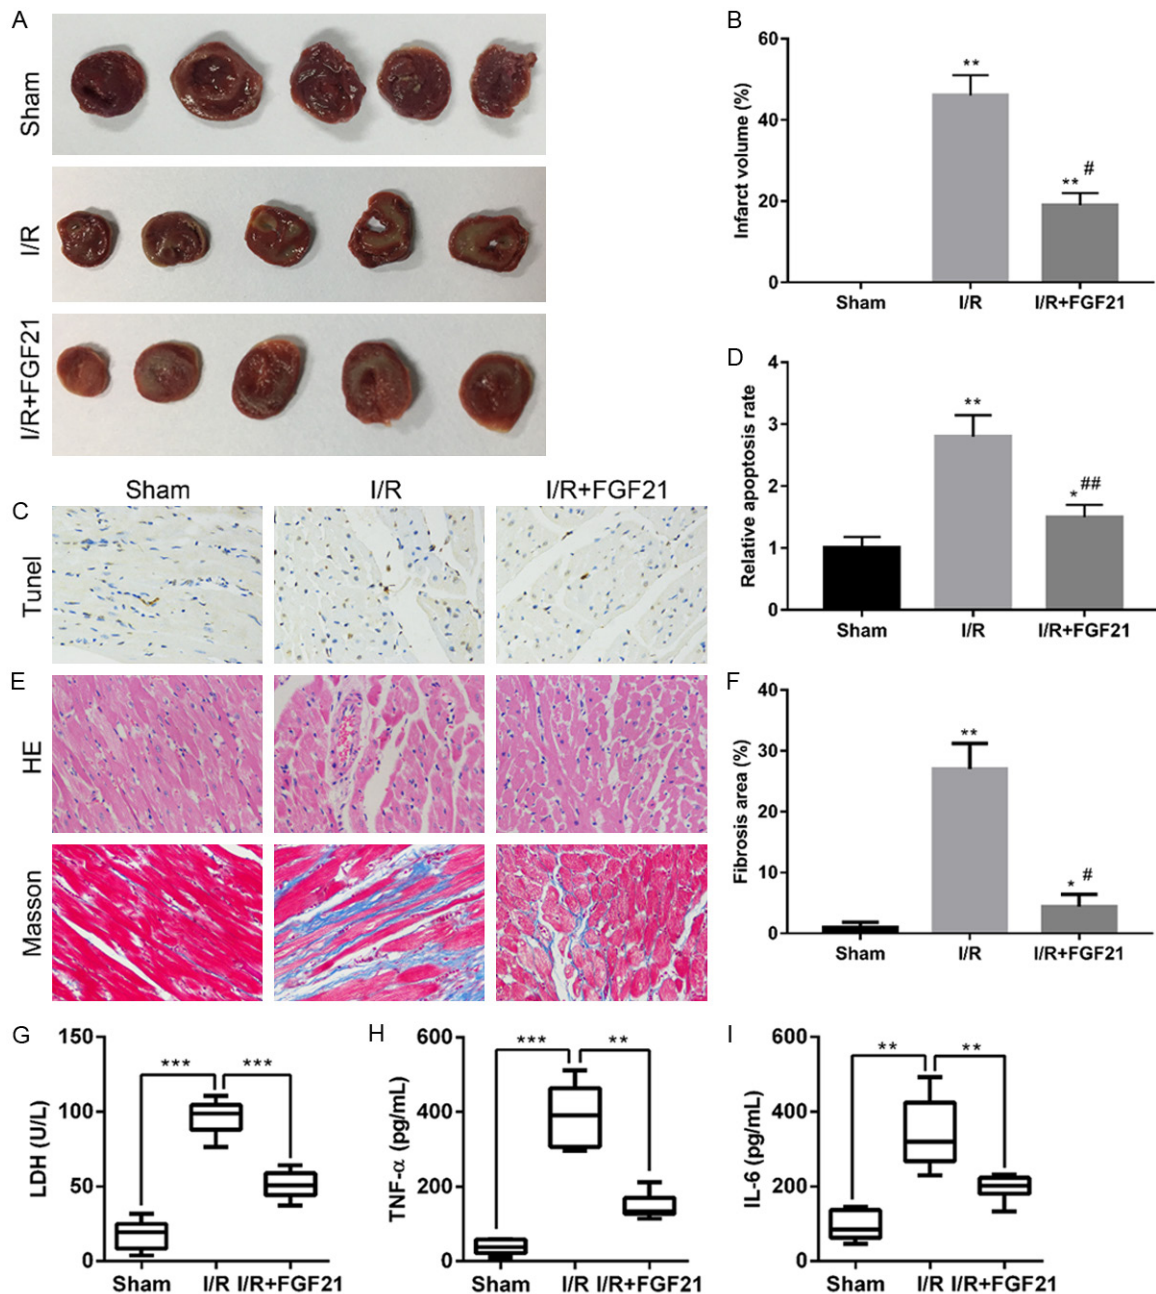 A
Sham
I/R
I/R+FGF21
B
Infarct volume (%)
60
40
20
0
**
** #
Sham I/R I/R+FGF21
C
Sham I/R I/R+FGF21
Tunel
D
Relative apoptosis rate
4
3
2
1
0
**
* ##
Sham I/R I/R+FGF21
E
HE
Masson
F
Fibrosis area (%)
40
30
20
10
0
**
* #
Sham I/R I/R+FGF21
G
LDH (U/L)
150
100
50
0
*** ***
Sham I/R I/R+FGF21
H
TNF-α (pg/mL)
600
400
200
0
*** **
Sham I/R I/R+FGF21
I
IL-6 (pg/mL)
600
400
200
0
** **
Sham I/R I/R+FGF21